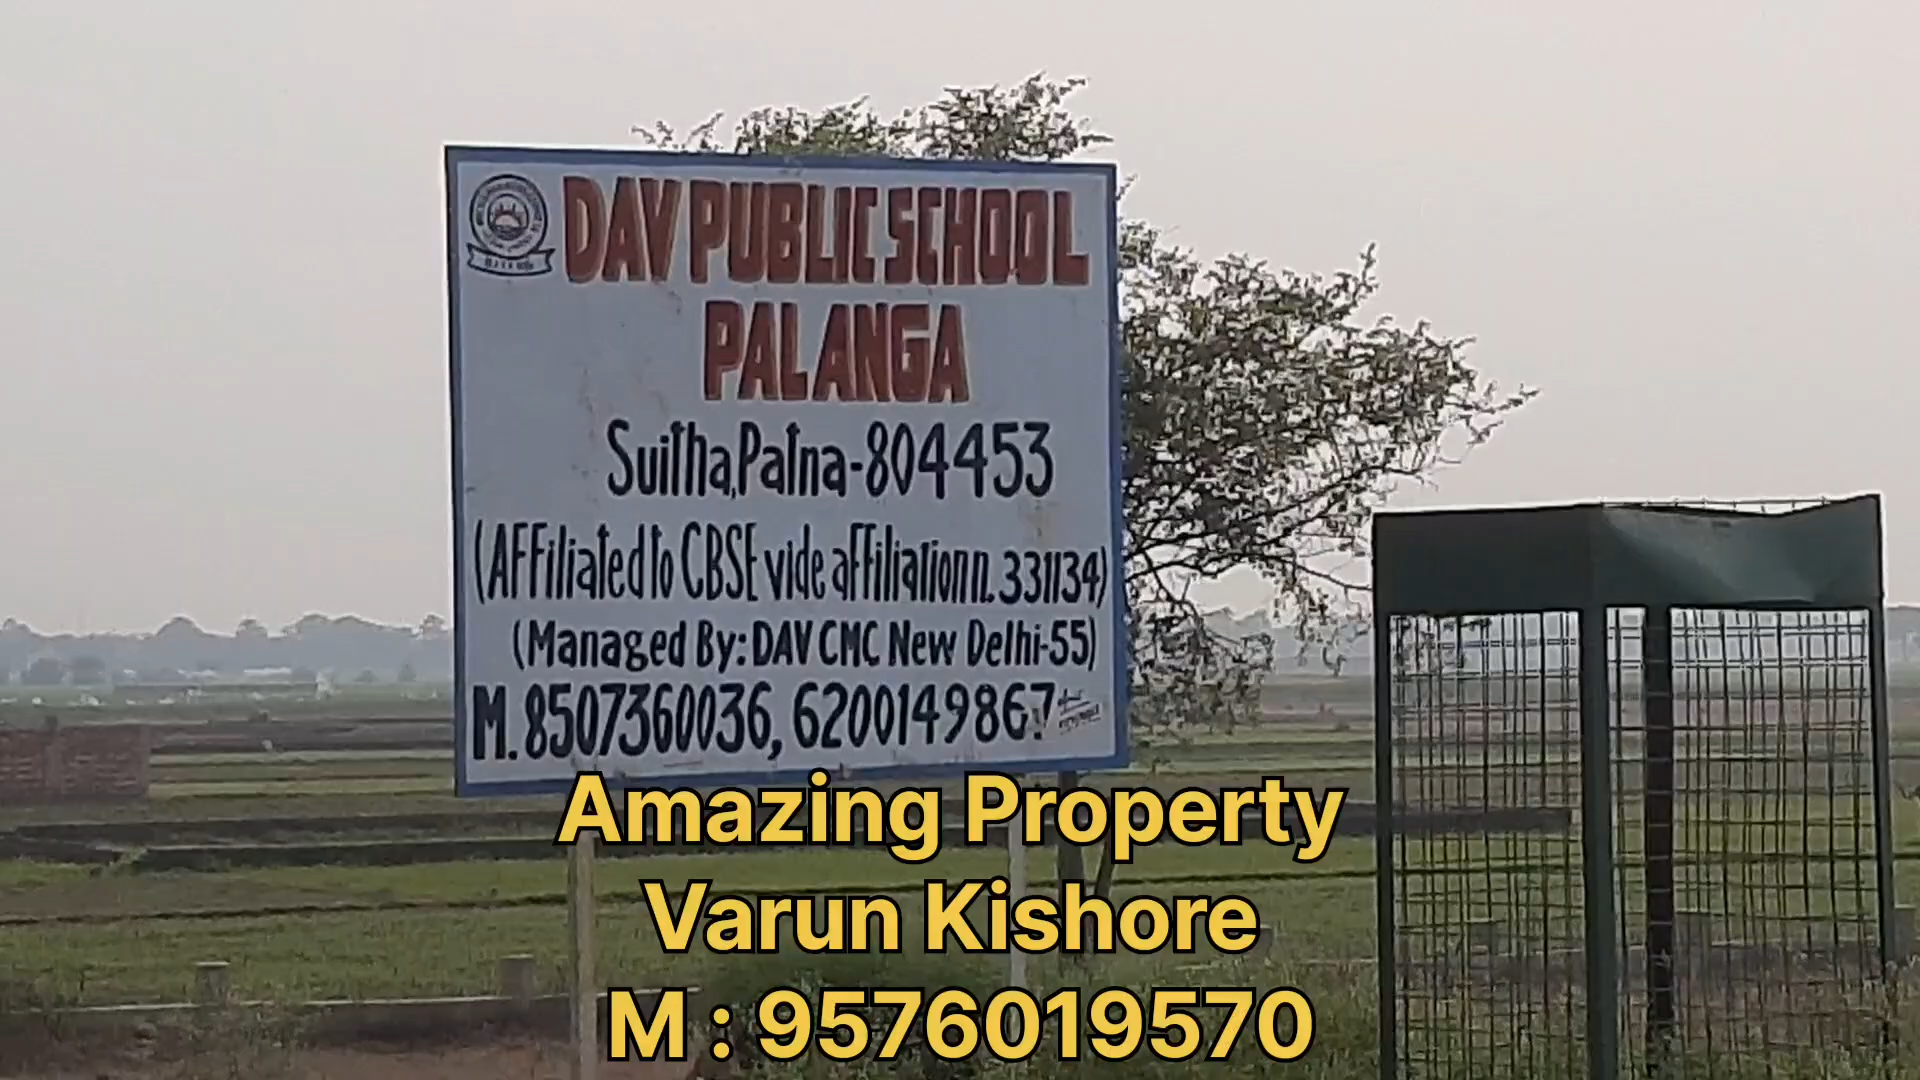 DAV PUBLIC SCHOOL
PALANGA
Suitha, Patna-804453
(Affiliated to CBSE vide affiliation n. 331134)
(Managed By: DAV CMC New Delhi-55)
M. 8507360036, 6200149867
Amazing Property
Varun Kishore
M : 9576019570